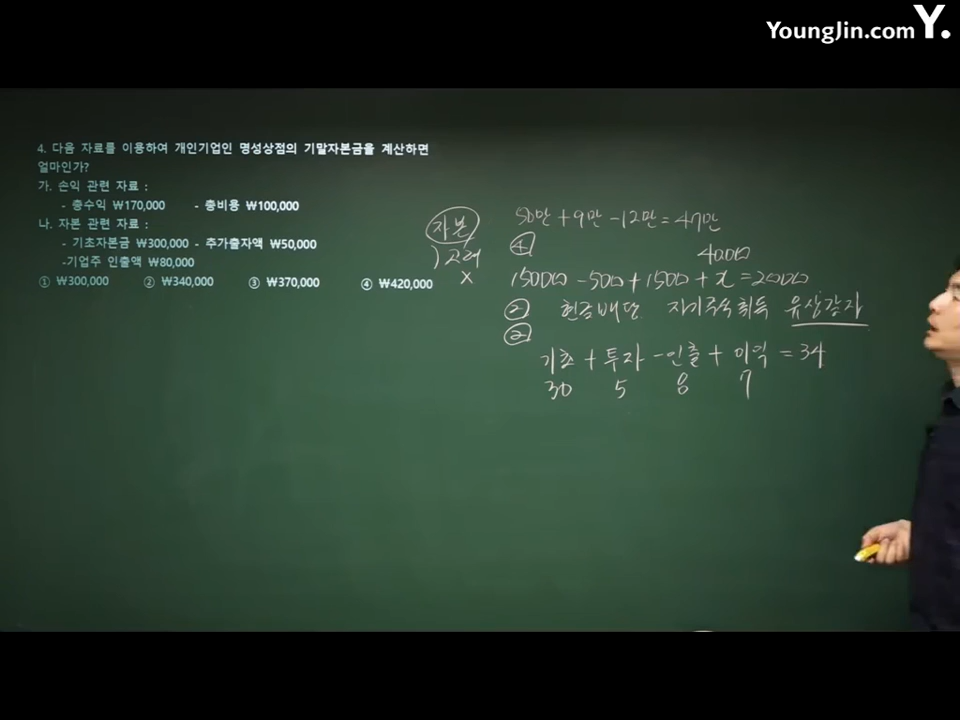 YoungJin.com Y.
4. 다음 자료를 이용하여 개인기업인 명성상점의 기말자본금을 계산하면
얼마인가?
가. 손익 관련 자료 :
- 총수익 ₩170,000 - 총비용 ₩100,000
나. 자본 관련 자료 :
- 기초자본금 ₩300,000 - 추가출자액 ₩50,000
-기업주 인출액 ₩80,000
① ₩300,000 ② ₩340,000 ③ ₩370,000 ④ ₩420,000
자본
) 고려
X
50만 + 9만 - 12만 = 47만
④
4000
15000 - 500 + 1500 + x = 20000
② 현금배당 자기주식취득 유상감자
②
기초 + 투자 - 인출 + 이익 = 34
30 5 8 7